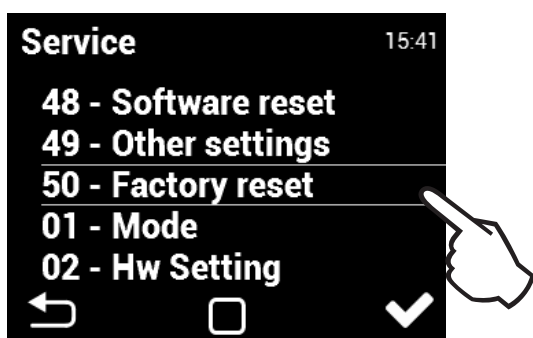 Service 15:41
48 - Software reset
49 - Other settings
50 - Factory reset
01 - Mode
02 - Hw Setting